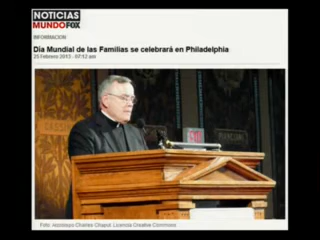 NOTICIAS
MUNDOFOX
INFORMACION
Dia Mundial de las Familias se celebrará en Philadelphia
25 Febrero 2013 - 07:12 am
Foto: Arzobispo Charles Chaput. Licencia Creative Commons